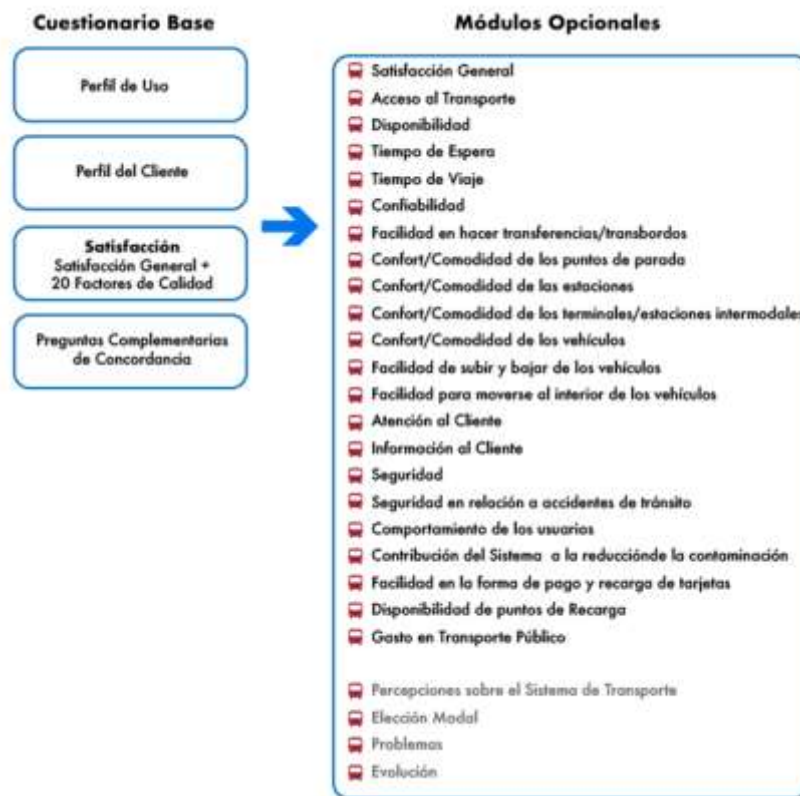 Cuestionario Base
Perfil de Uso
Perfil del Cliente
Satisfacción
Satisfacción General +
20 Factores de Calidad
Preguntas Complementarias
de Concordancia
Módulos Opcionales
Satisfacción General
Acceso al Transporte
Disponibilidad
Tiempo de Espera
Tiempo de Viaje
Confiabilidad
Facilidad en hacer transferencias/transbordos
Confort/Comodidad de los puntos de parada
Confort/Comodidad de las estaciones
Confort/Comodidad de los terminales/estaciones intermodales
Confort/Comodidad de los vehículos
Facilidad de subir y bajar de los vehículos
Facilidad para moverse al interior de los vehículos
Atención al Cliente
Información al Cliente
Seguridad
Seguridad en relación a accidentes de tránsito
Comportamiento de los usuarios
Contribución del Sistema a la reducciónde la contaminación
Facilidad en la forma de pago y recarga de tarjetas
Disponibilidad de puntos de Recarga
Gasto en Transporte Público
Percepciones sobre el Sistema de Transporte
Elección Modal
Problemas
Evolución